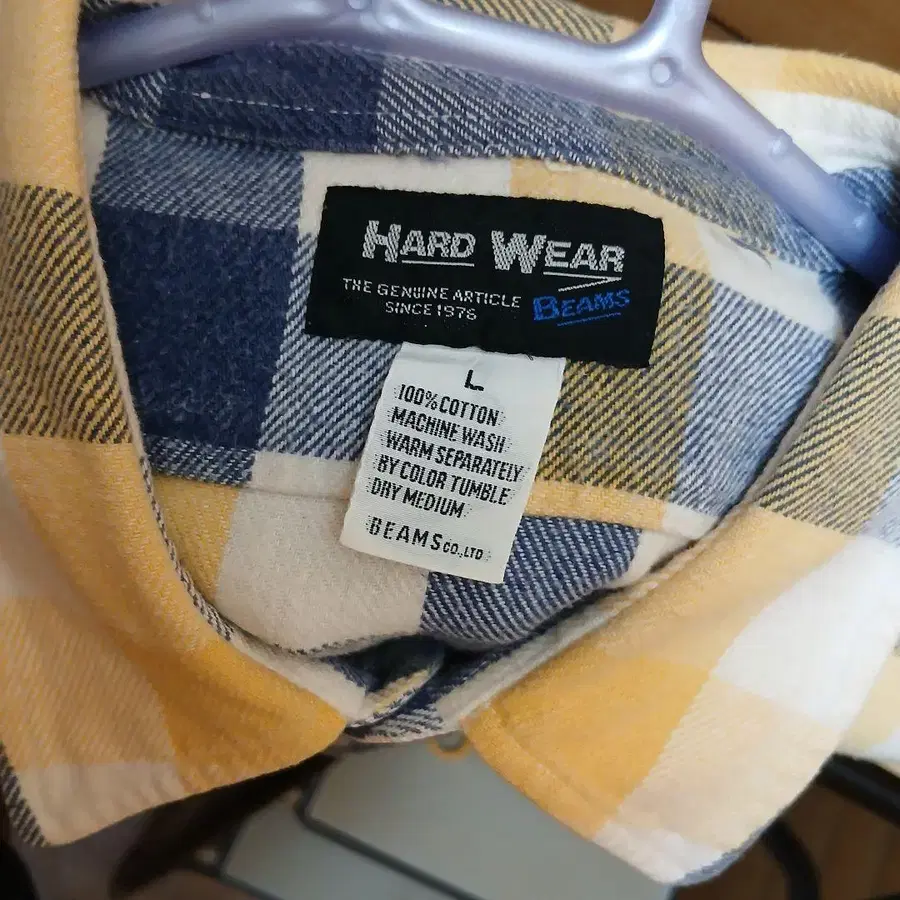 HARD WEAR
THE GENUINE ARTICLE
SINCE 1976
BEAMS
L
100% COTTON
MACHINE WASH
WARM SEPARATELY
BY COLOR TUMBLE
DRY MEDIUM
BEAMS CO.,LTD